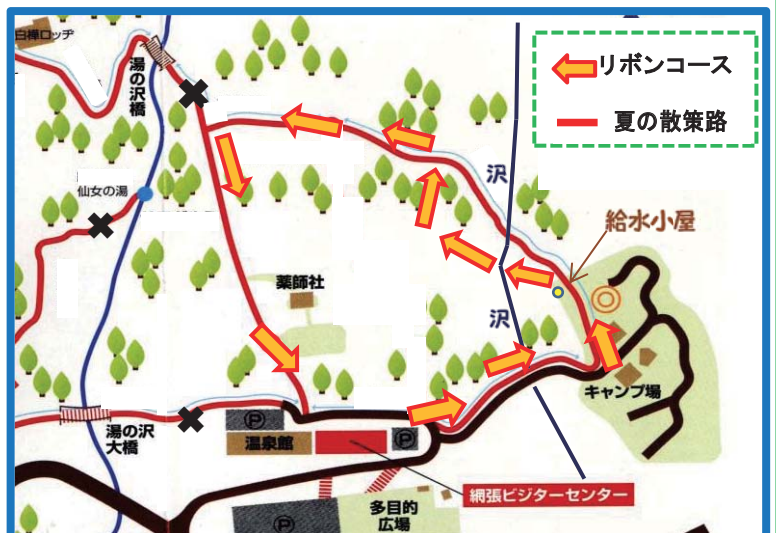 白樺ロッヂ
湯の沢橋
リボンコース
夏の散策路
仙女の湯
沢
給水小屋
薬師社
沢
キャンプ場
湯の沢
大橋
P
温泉館
P
網張ビジターセンター
多目的
広場
P